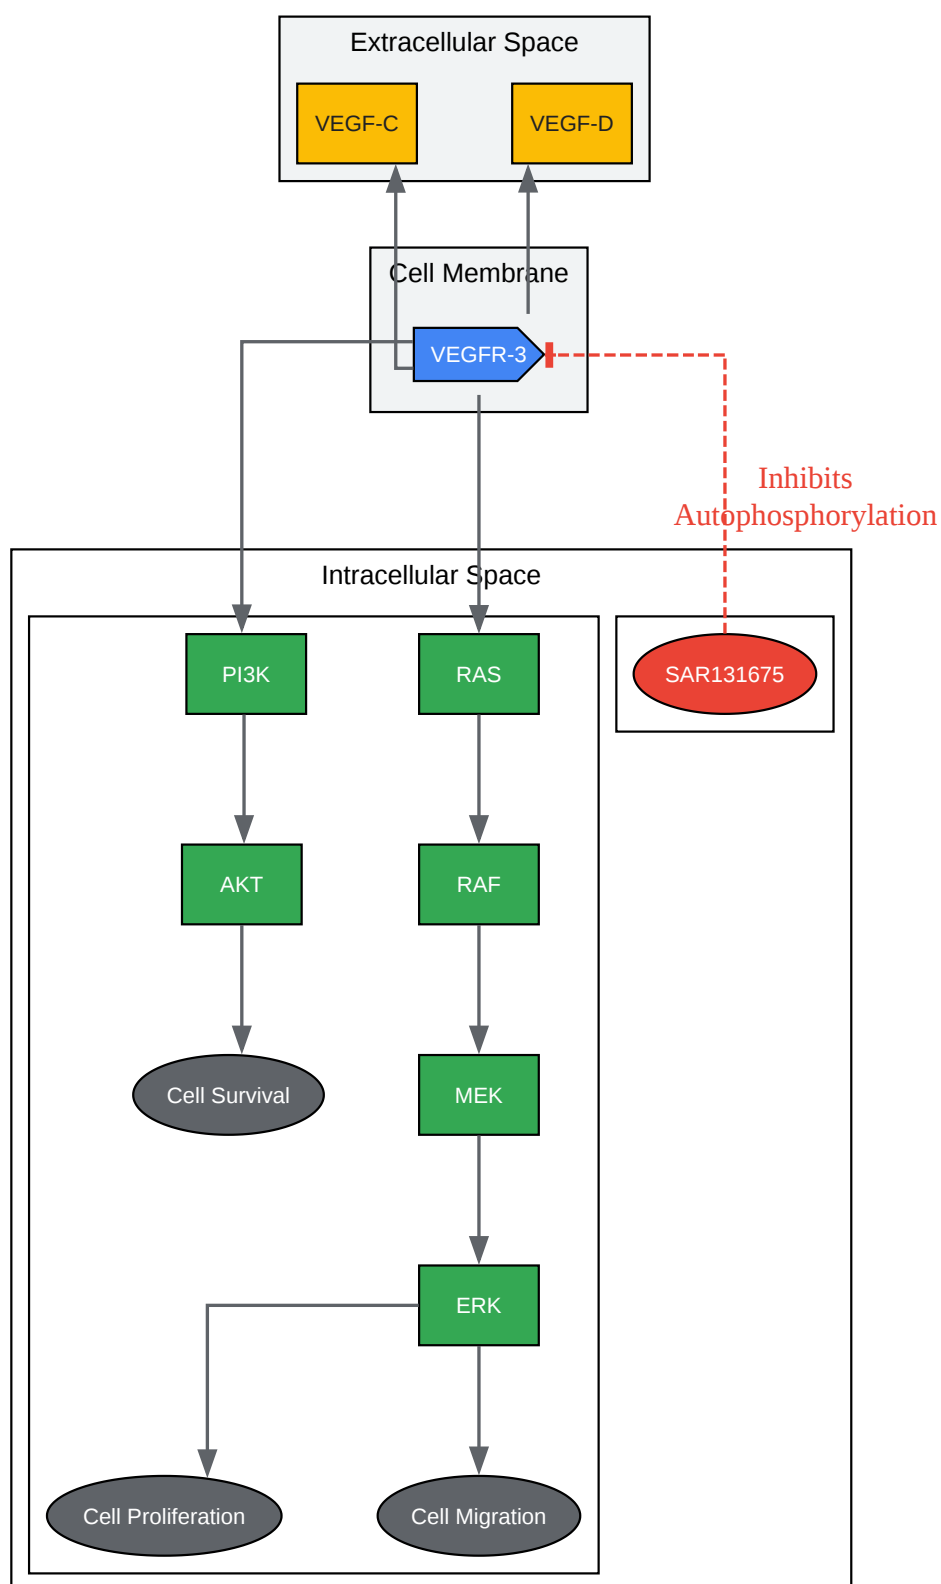 Extracellular Space
VEGF-C
VEGF-D
Cell Membrane
VEGFR-3
Inhibits
Autophosphorylation
Intracellular Space
PI3K
RAS
SAR131675
AKT
RAF
Cell Survival
MEK
ERK
Cell Proliferation
Cell Migration